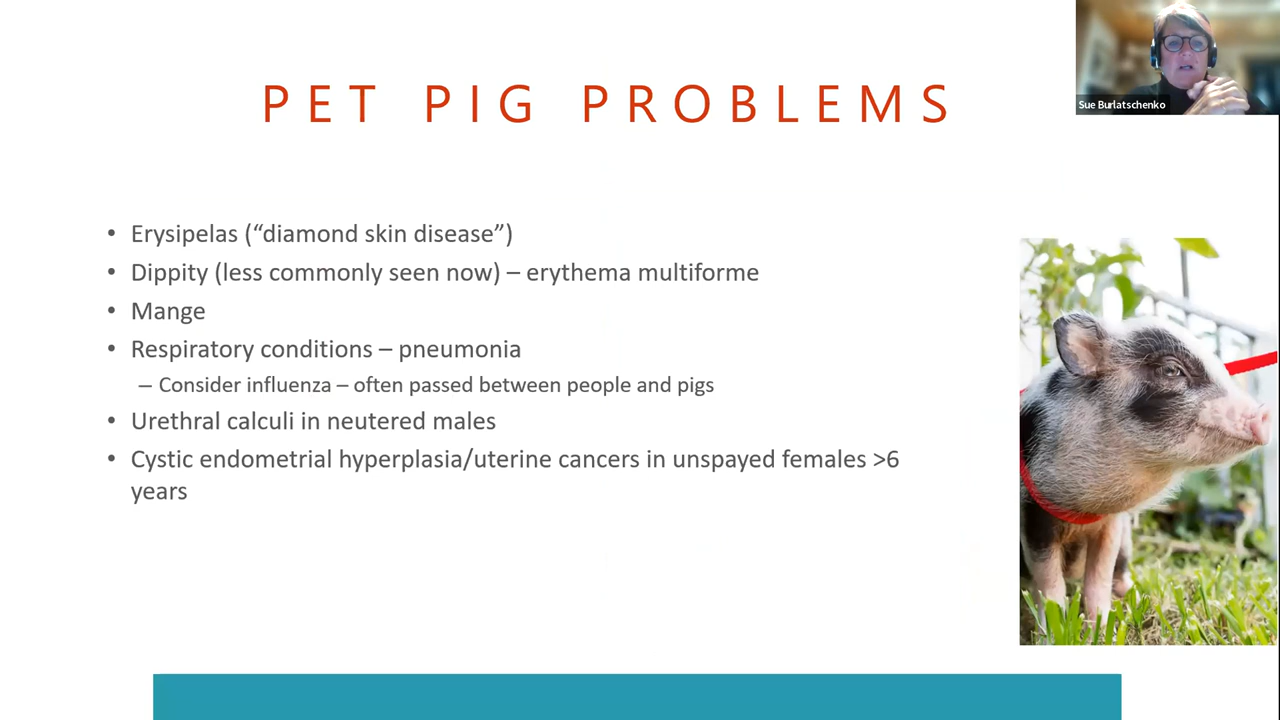 PET PIG PROBLEMS
Sue Burlatschenko
• Erysipelas (“diamond skin disease”)
• Dippity (less commonly seen now) – erythema multiforme
• Mange
• Respiratory conditions – pneumonia
– Consider influenza – often passed between people and pigs
• Urethral calculi in neutered males
• Cystic endometrial hyperplasia/uterine cancers in unspayed females >6
years